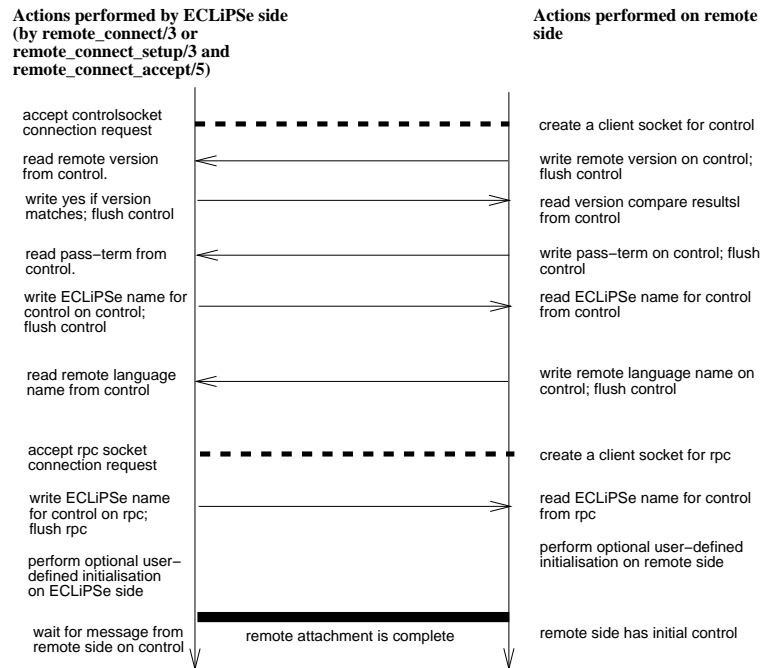 Actions performed by ECLiPSe side
(by remote_connect/3 or
remote_connect_setup/3 and
remote_connect_accept/5)
Actions performed on remote
side
accept controlsocket
connection request
create a client socket for control
read remote version
from control.
write remote version on control;
flush control
write yes if version
matches; flush control
read version compare resultsl
from control
read pass−term from
control.
write pass−term on control; flush
control
write ECLiPSe name for
control on control;
flush control
read ECLiPSe name for control
from control
read remote language
name from control
write remote language name on
control; flush control
accept rpc socket
connection request
create a client socket for rpc
write ECLiPSe name
for control on rpc;
flush rpc
read ECLiPSe name for control
from rpc
perform optional user−
defined initialisation
on ECLiPSe side
perform optional user−defined
initialisation on remote side
wait for message from
remote side on control
remote attachment is complete
remote side has initial control